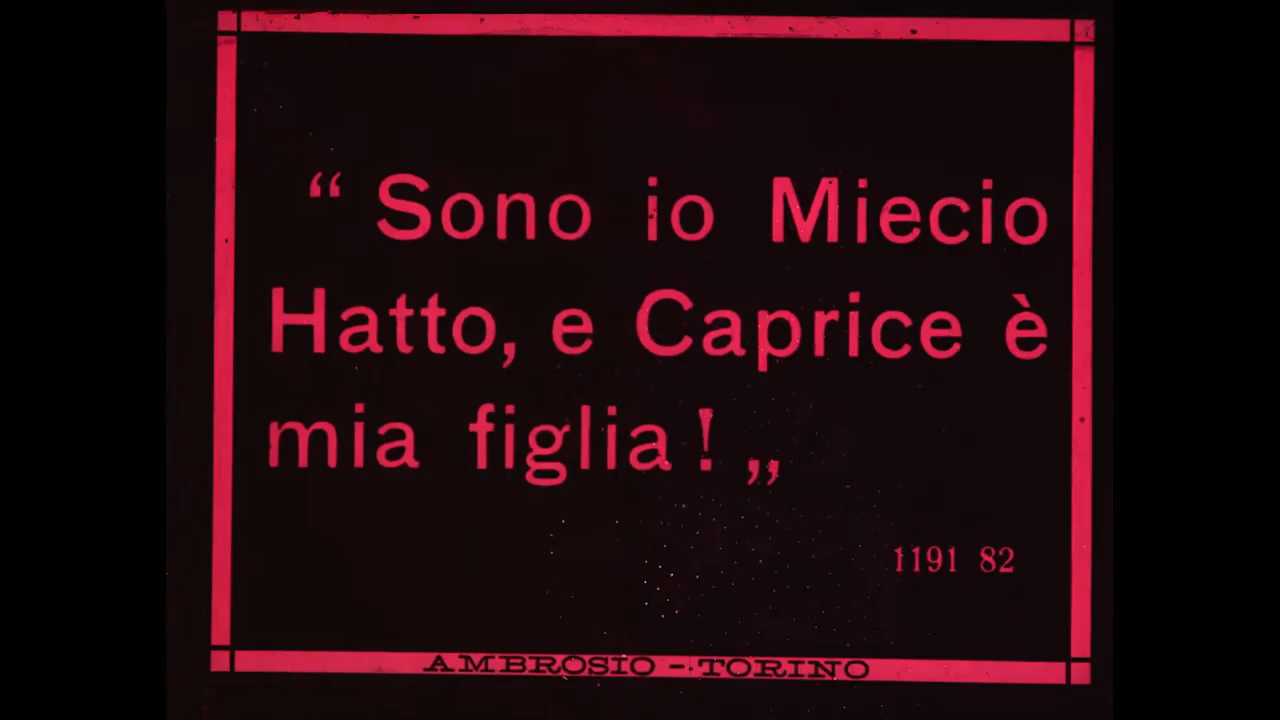 “ Sono io Miecio
Hatto, e Caprice è
mia figlia ! „
1191 82
AMBROSIO - TORINO